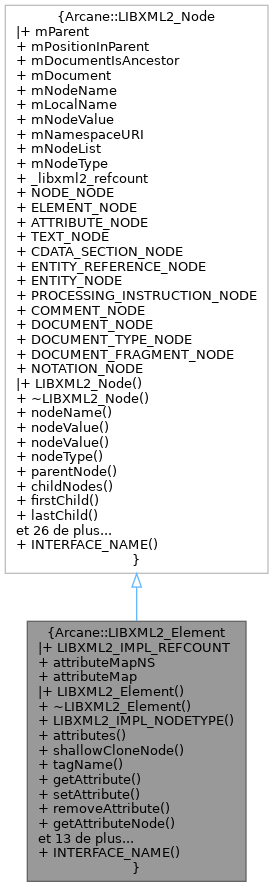 {Arcane::LIBXML2_Node
|+ mParent
+ mPositionInParent
+ mDocumentIsAncestor
+ mDocument
+ mNodeName
+ mLocalName
+ mNodeValue
+ mNamespaceURI
+ mNodeList
+ mNodeType
+ _libxml2_refcount
+ NODE_NODE
+ ELEMENT_NODE
+ ATTRIBUTE_NODE
+ TEXT_NODE
+ CDATA_SECTION_NODE
+ ENTITY_REFERENCE_NODE
+ ENTITY_NODE
+ PROCESSING_INSTRUCTION_NODE
+ COMMENT_NODE
+ DOCUMENT_NODE
+ DOCUMENT_TYPE_NODE
+ DOCUMENT_FRAGMENT_NODE
+ NOTATION_NODE
|+ LIBXML2_Node()
+ ~LIBXML2_Node()
+ nodeName()
+ nodeValue()
+ nodeValue()
+ nodeType()
+ parentNode()
+ childNodes()
+ firstChild()
+ lastChild()
et 26 de plus...
+ INTERFACE_NAME()
}
{Arcane::LIBXML2_Element
|+ LIBXML2_IMPL_REFCOUNT
+ attributeMapNS
+ attributeMap
|+ LIBXML2_Element()
+ ~LIBXML2_Element()
+ LIBXML2_IMPL_NODETYPE()
+ attributes()
+ shallowCloneNode()
+ tagName()
+ getAttribute()
+ setAttribute()
+ removeAttribute()
+ getAttributeNode()
et 13 de plus...
+ INTERFACE_NAME()
}